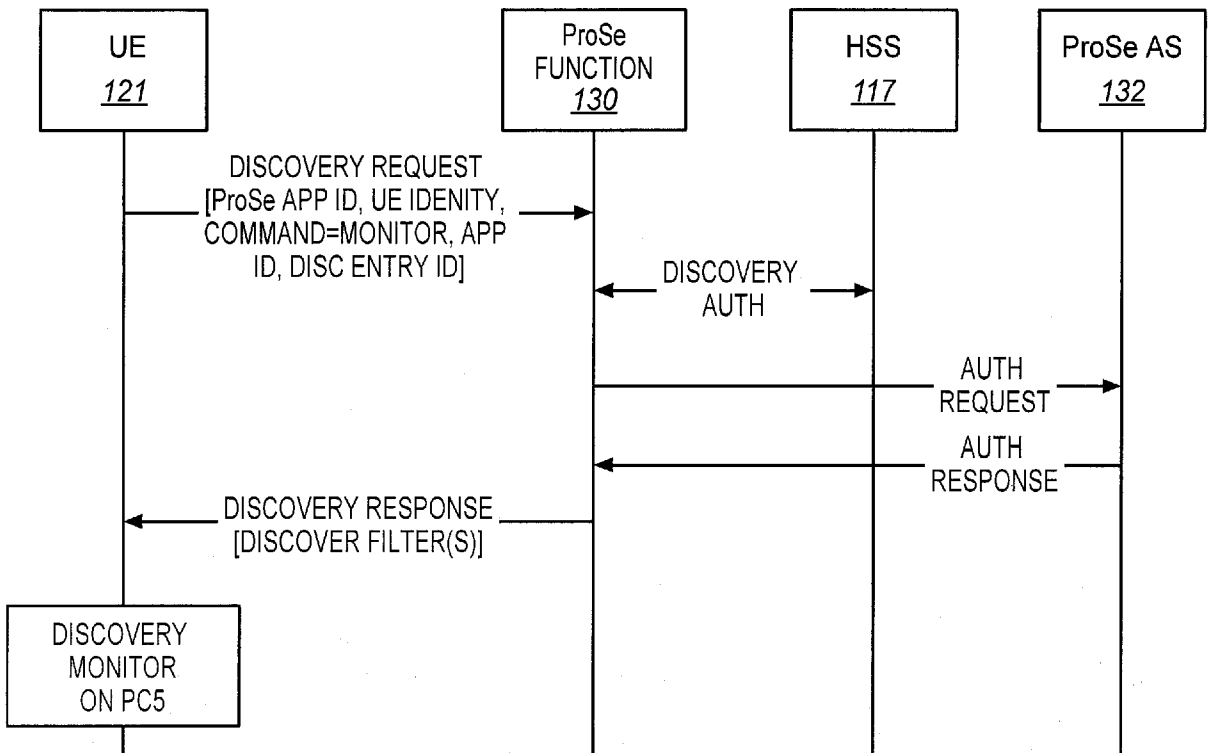 UE
121
ProSe
FUNCTION
130
HSS
117
ProSe AS
132
DISCOVERY REQUEST
[ProSe APP ID, UE IDENITY,
COMMAND=MONITOR, APP
ID, DISC ENTRY ID]
DISCOVERY
AUTH
AUTH
REQUEST
AUTH
RESPONSE
DISCOVERY RESPONSE
[DISCOVER FILTER(S)]
DISCOVERY
MONITOR
ON PC5